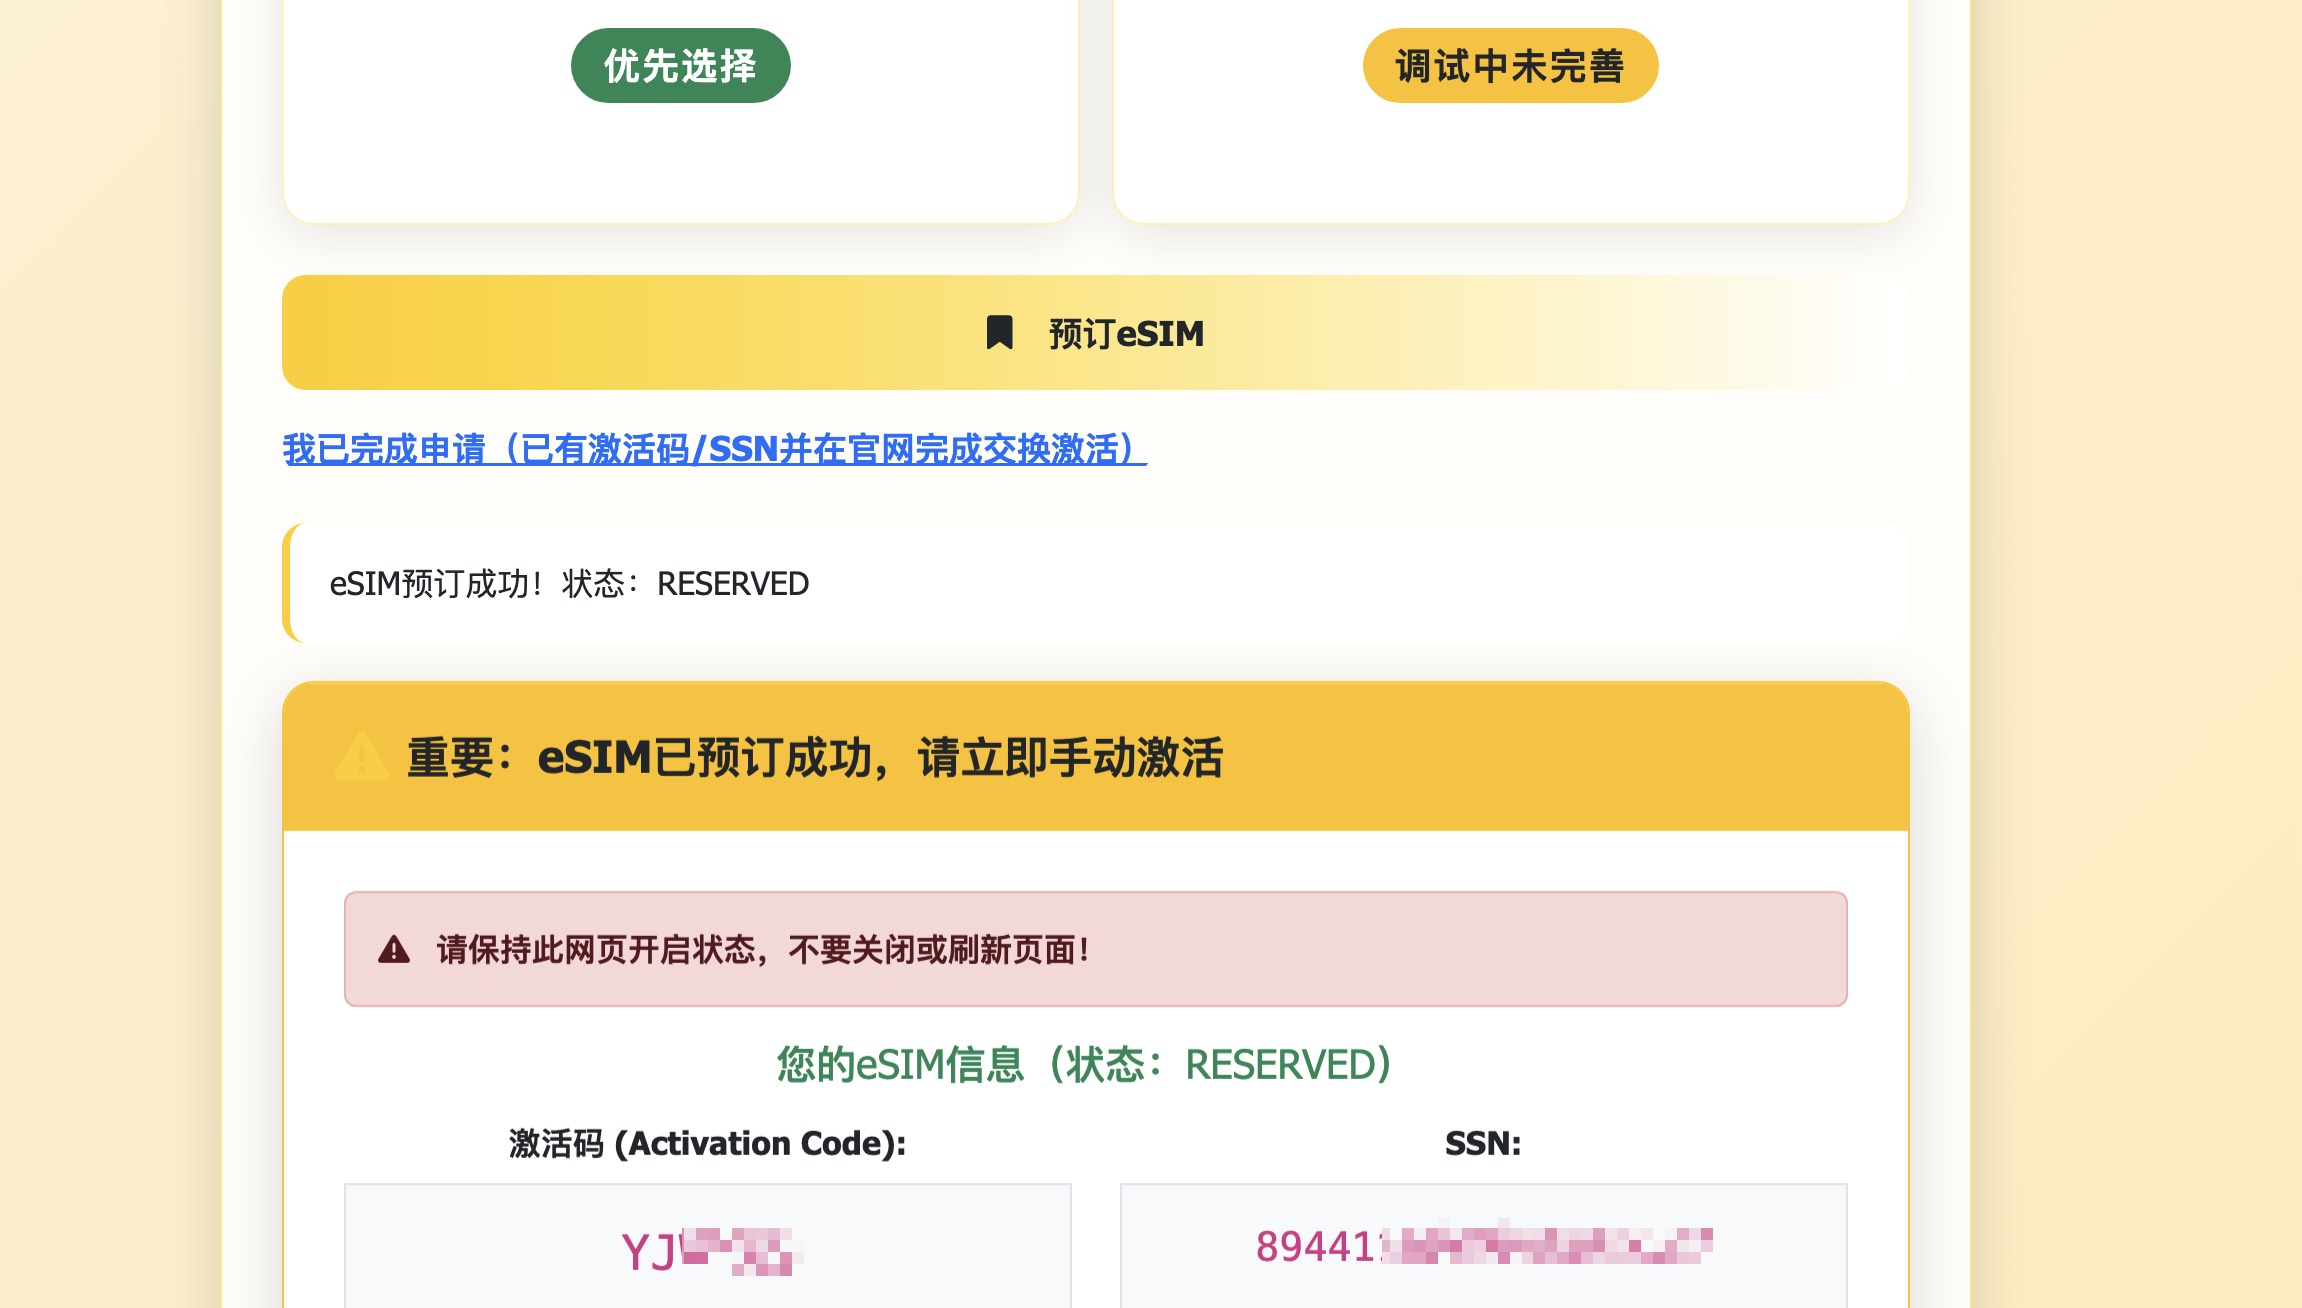 优先选择
调试中未完善
预订eSIM
我已完成申请（已有激活码/SSN并在官网完成交换激活）
eSIM预订成功！状态：RESERVED
重要：eSIM已预订成功，请立即手动激活
请保持此网页开启状态，不要关闭或刷新页面！
您的eSIM信息（状态：RESERVED）
激活码 (Activation Code):
SSN:
YJ
89441